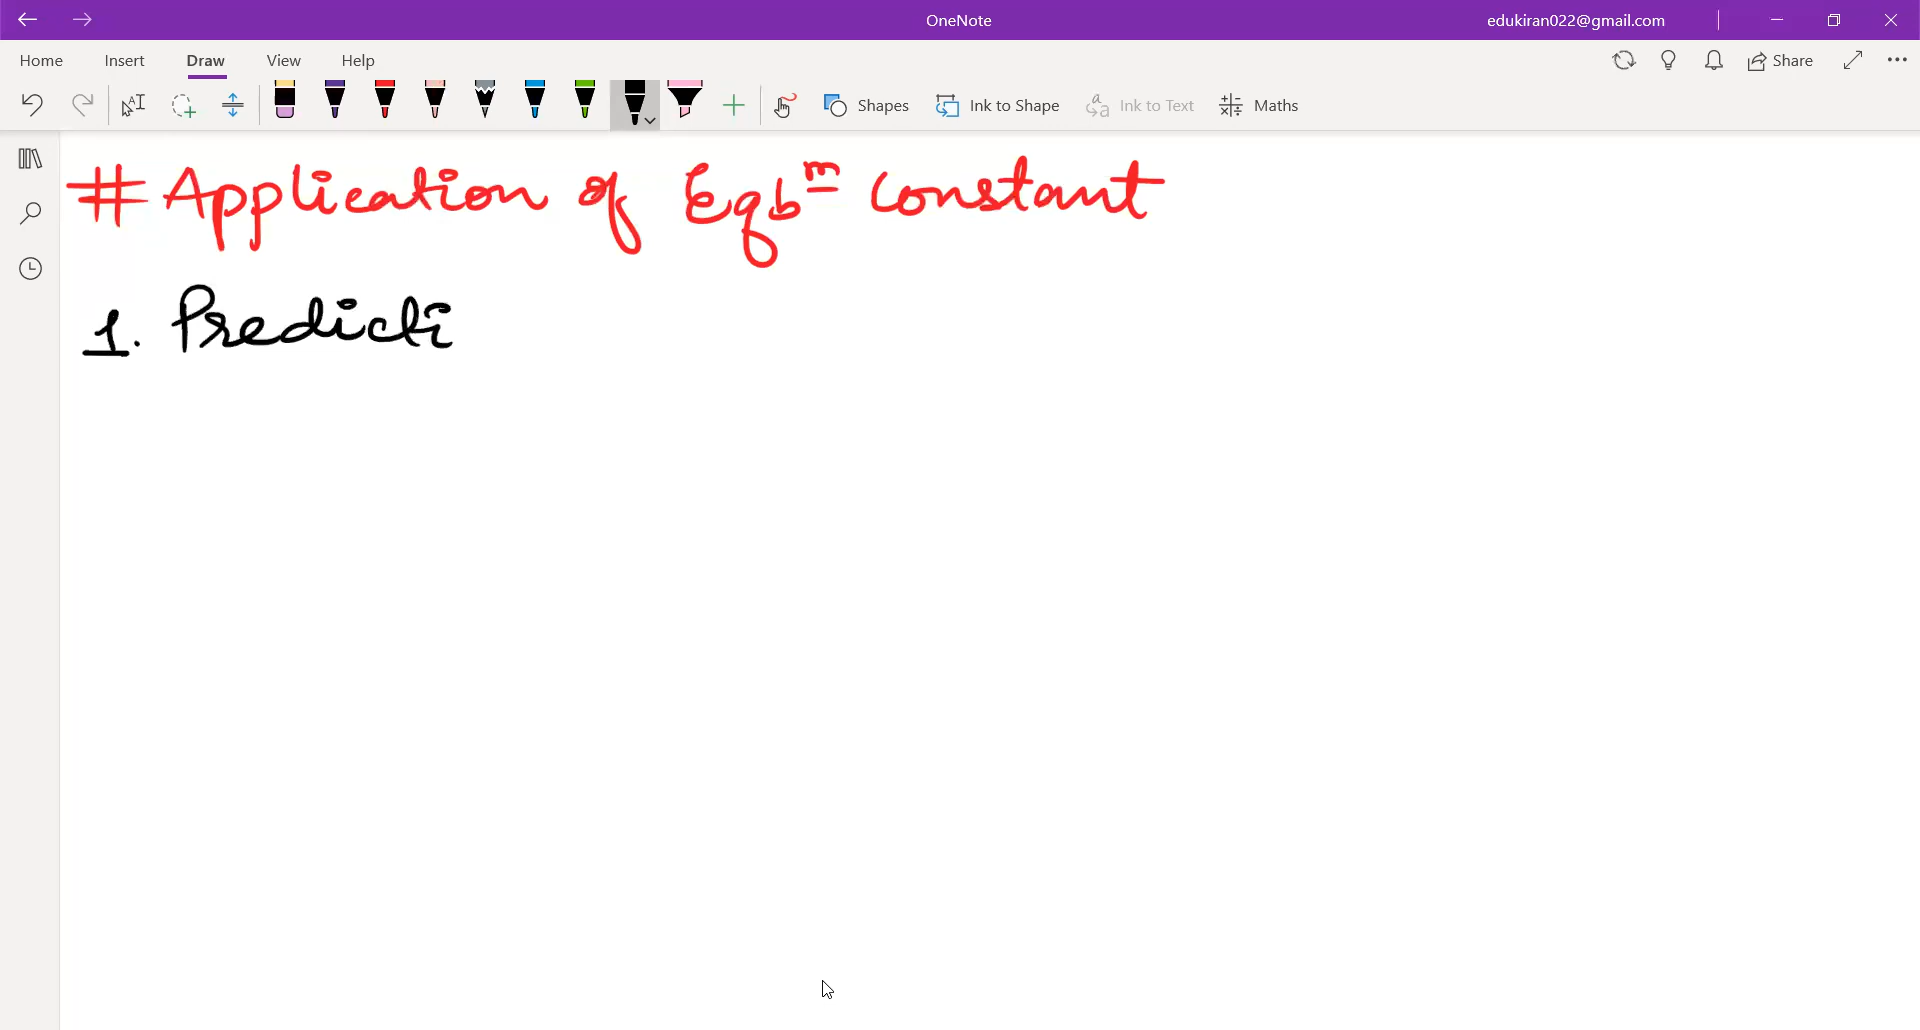 OneNote
edukiran022@gmail.com
Home Insert Draw View Help
Share
Shapes Ink to Shape Ink to Text Maths
# Application of Eqbm constant
1. Predicti